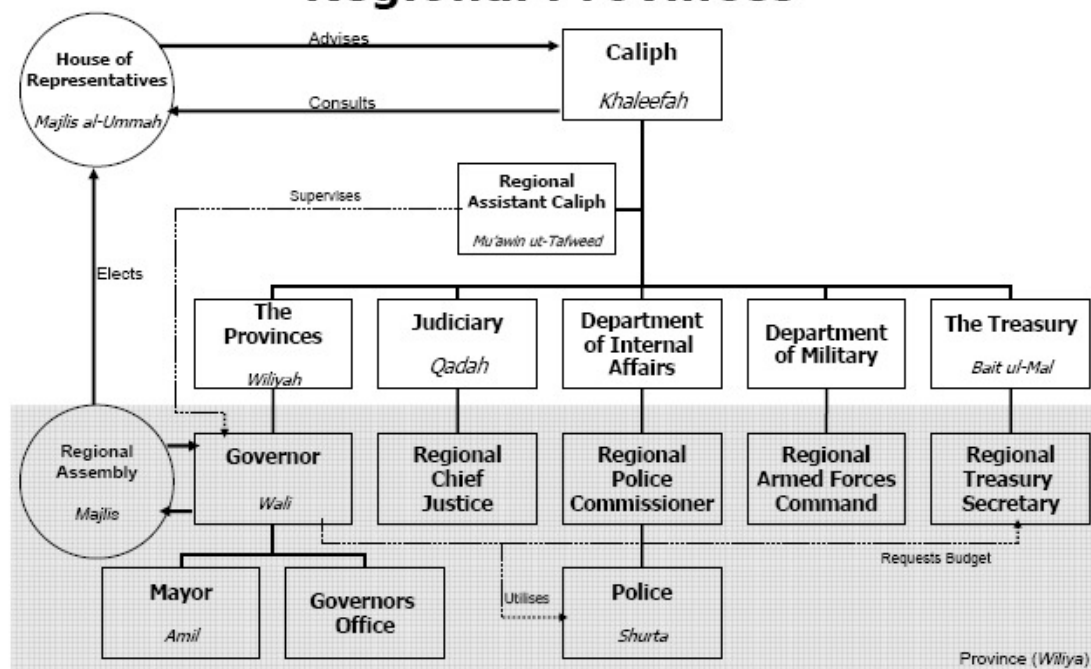 Regional Provinces
Advises
House of
Representatives
Majlis al-Ummah
Caliph
Khaleefah
Consults
Regional
Assistant Caliph
Mu'awin ut-Tafweed
Supervises
Elects
The
Provinces
Wiliyah
Judiciary
Qadah
Department
of Internal
Affairs
Department
of Military
The Treasury
Bait ul-Mal
Regional
Assembly
Majlis
Governor
Wali
Regional
Chief
Justice
Regional
Police
Commissioner
Regional
Armed Forces
Command
Regional
Treasury
Secretary
Requests Budget
Mayor
Amil
Governors
Office
Utilises
Police
Shurta
Province (Wiliya)